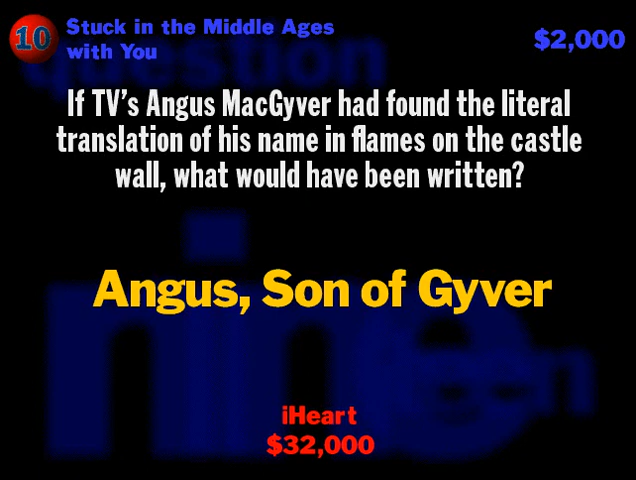 10
Stuck in the Middle Ages
with You
$2,000
question
If TV's Angus MacGyver had found the literal
translation of his name in flames on the castle
wall, what would have been written?
Angus, Son of Gyver
nine
iHeart
$32,000